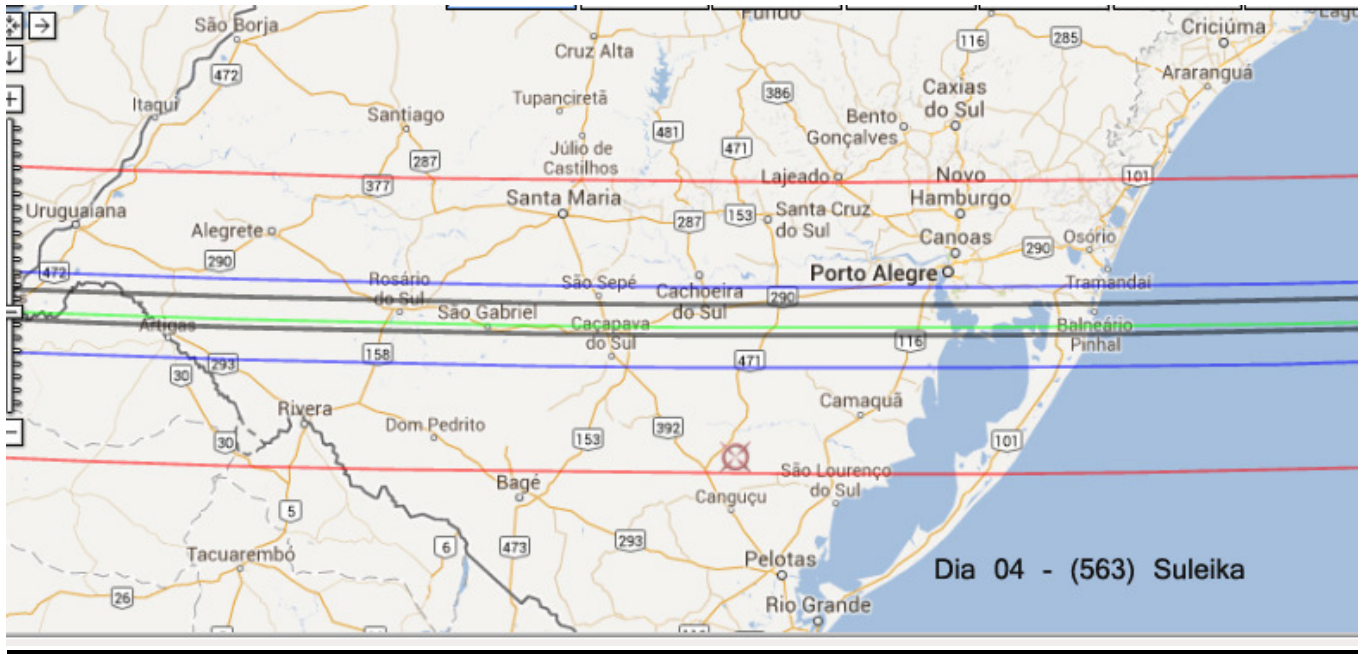 Fundo
São Borja
Criciúma
116
285
Cruz Alta
472
Araranguá
Itaqui
Tupanciretã
386
Caxias
do Sul
Santiago
Bento
Gonçalves
481
Júlio de
Castilhos
471
287
101
377
Lajeado
Novo
Hamburgo
Santa Maria
Uruguaiana
287
153
Santa Cruz
do Sul
Alegrete
Canoas
290
Osório
290
472
Porto Alegre
Rosário
do Sul
São Sepé
Cachoeira
do Sul
290
Tramandaí
São Gabriel
Artigas
Caçapava
do Sul
Balneário
Pinhal
116
158
293
471
30
Camaquã
Rivera
Dom Pedrito
392
153
30
101
São Lourenço
do Sul
Bagé
Canguçu
5
6
473
293
Tacuarembó
Pelotas
Dia 04 - (563) Suleika
26
Rio Grande